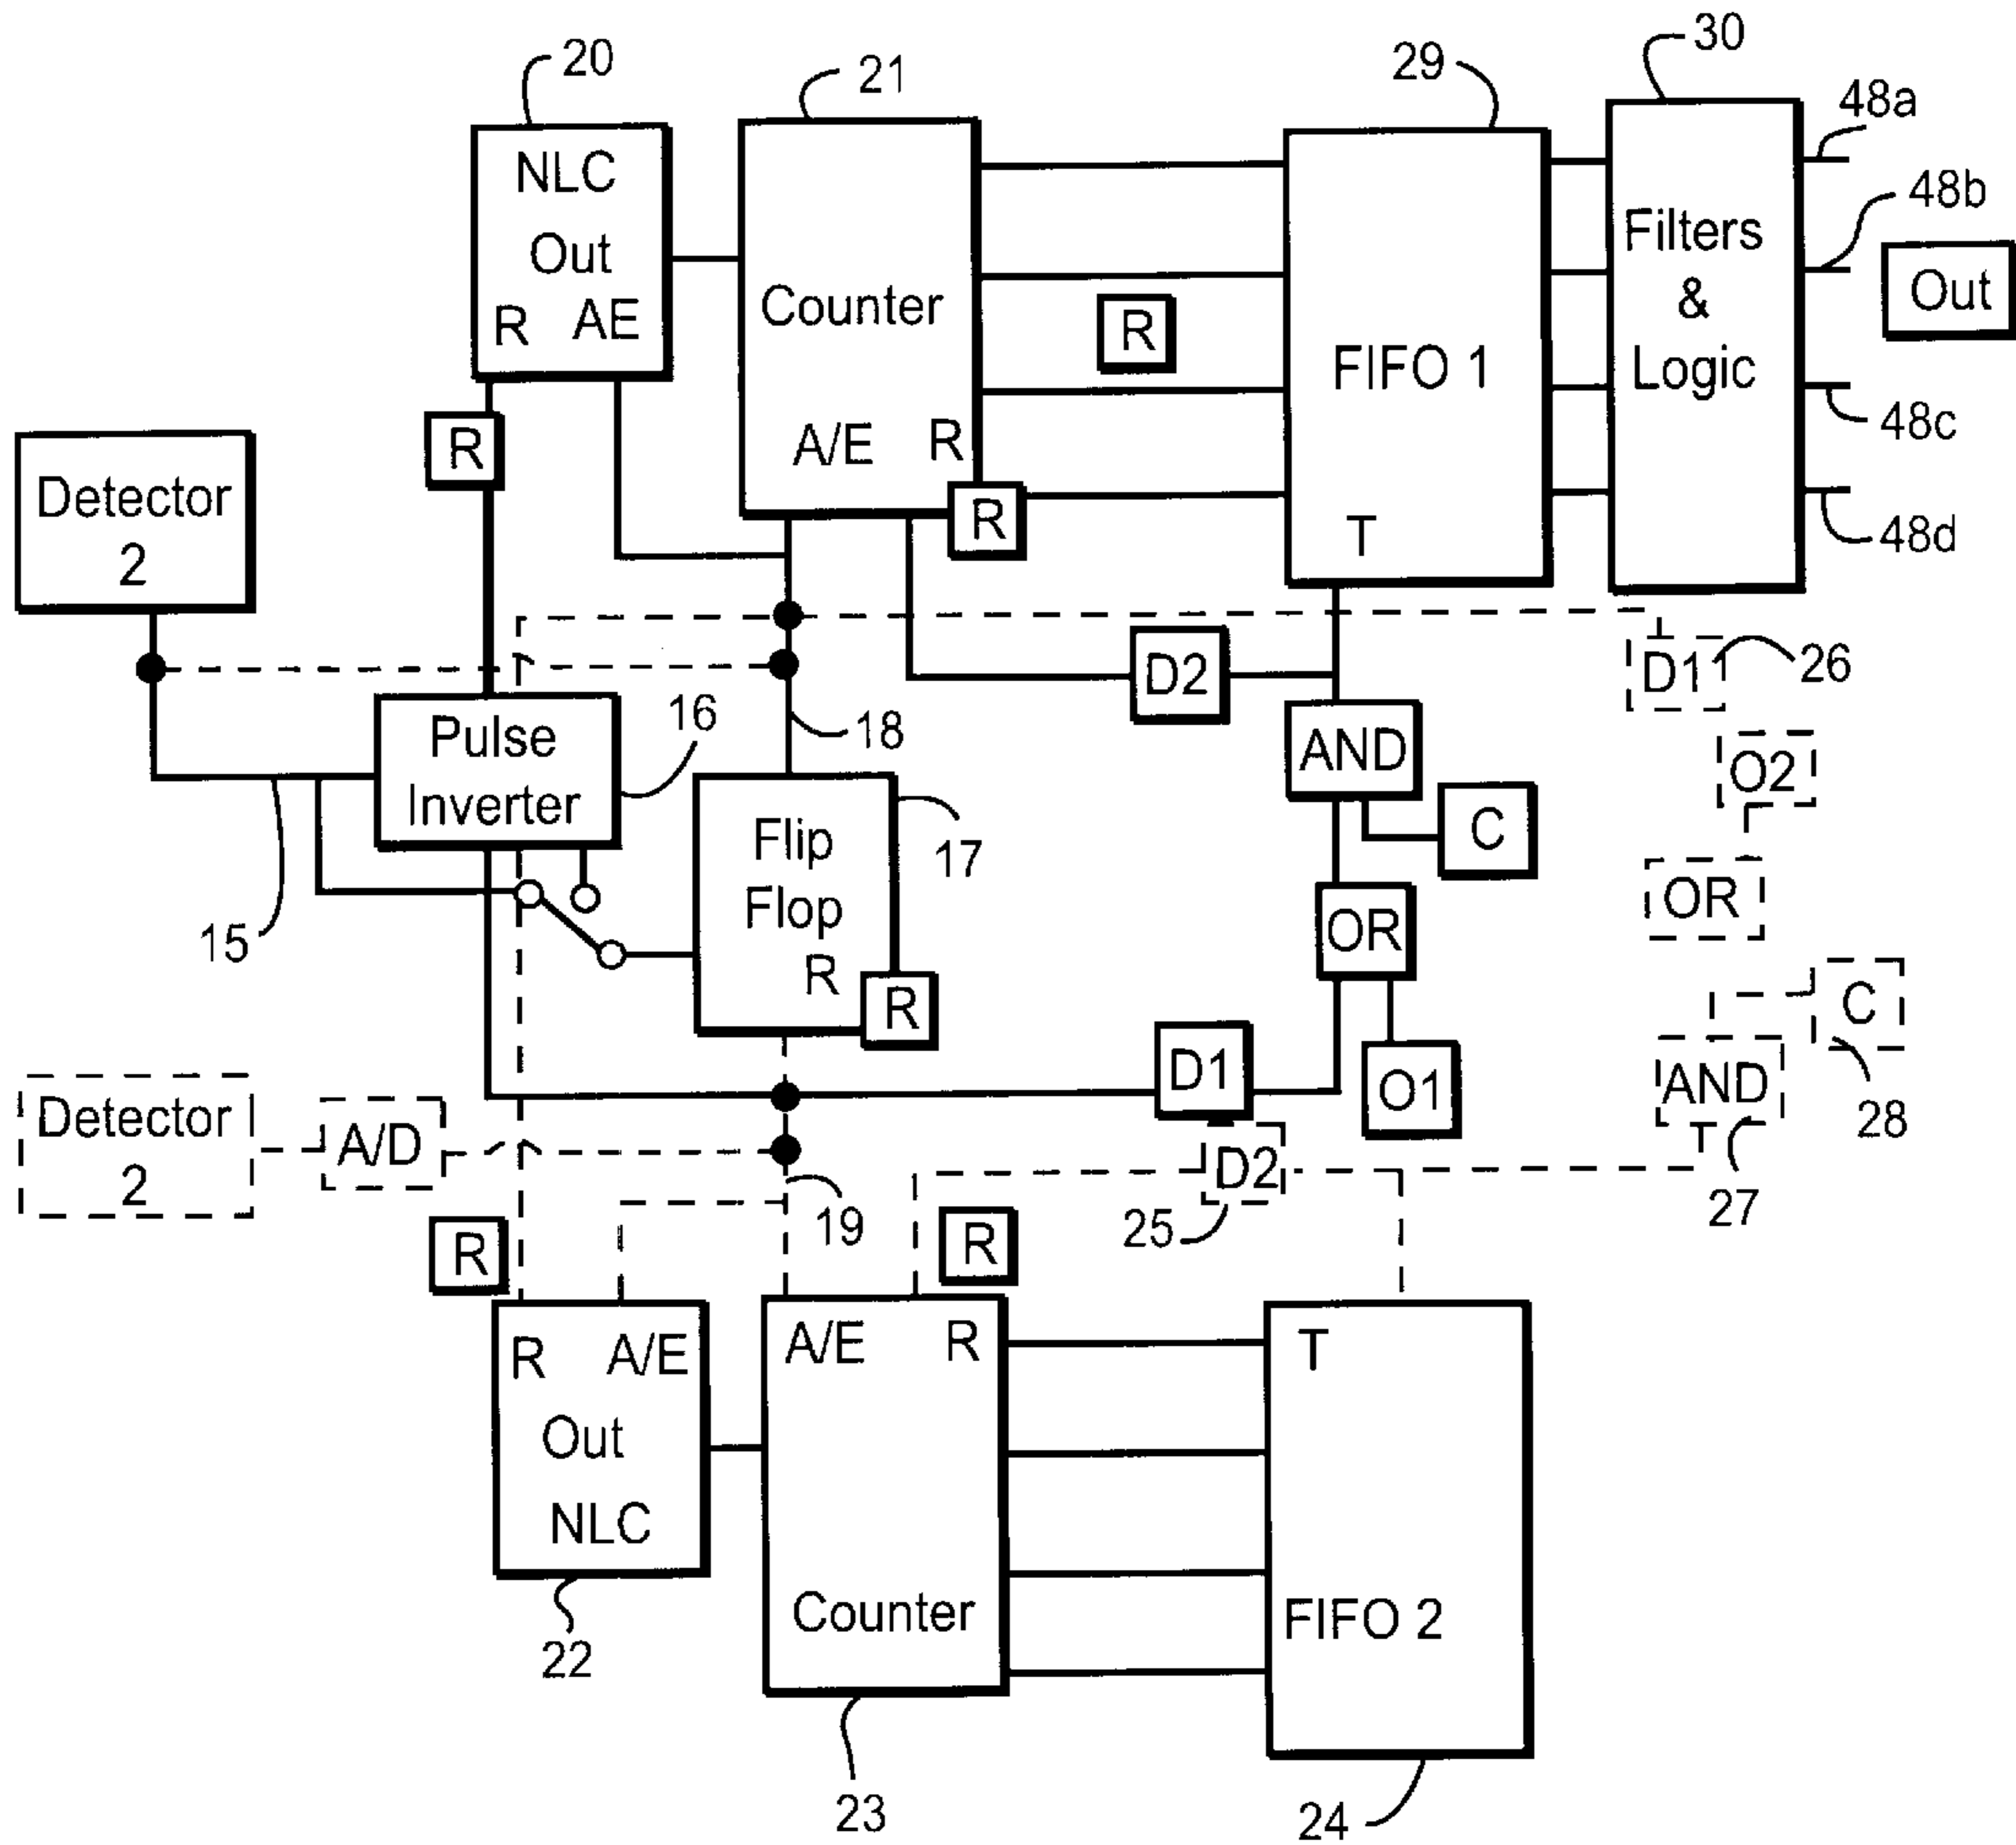 20
21
29
30
48a
48b
48c
48d
NLC
Out
R AE
Counter
A/E R
R
R
R
FIFO 1
T
Filters
&
Logic
Out
Detector
2
Pulse
Inverter
16
18
15
Flip
Flop
R
R
17
D2
AND
C
OR
D1
O1
D1
26
O2
OR
C
28
AND
27
Detector
2
A/D
19
D2
25
R
R
R A/E
Out
NLC
22
A/E R
Counter
23
T
FIFO 2
24